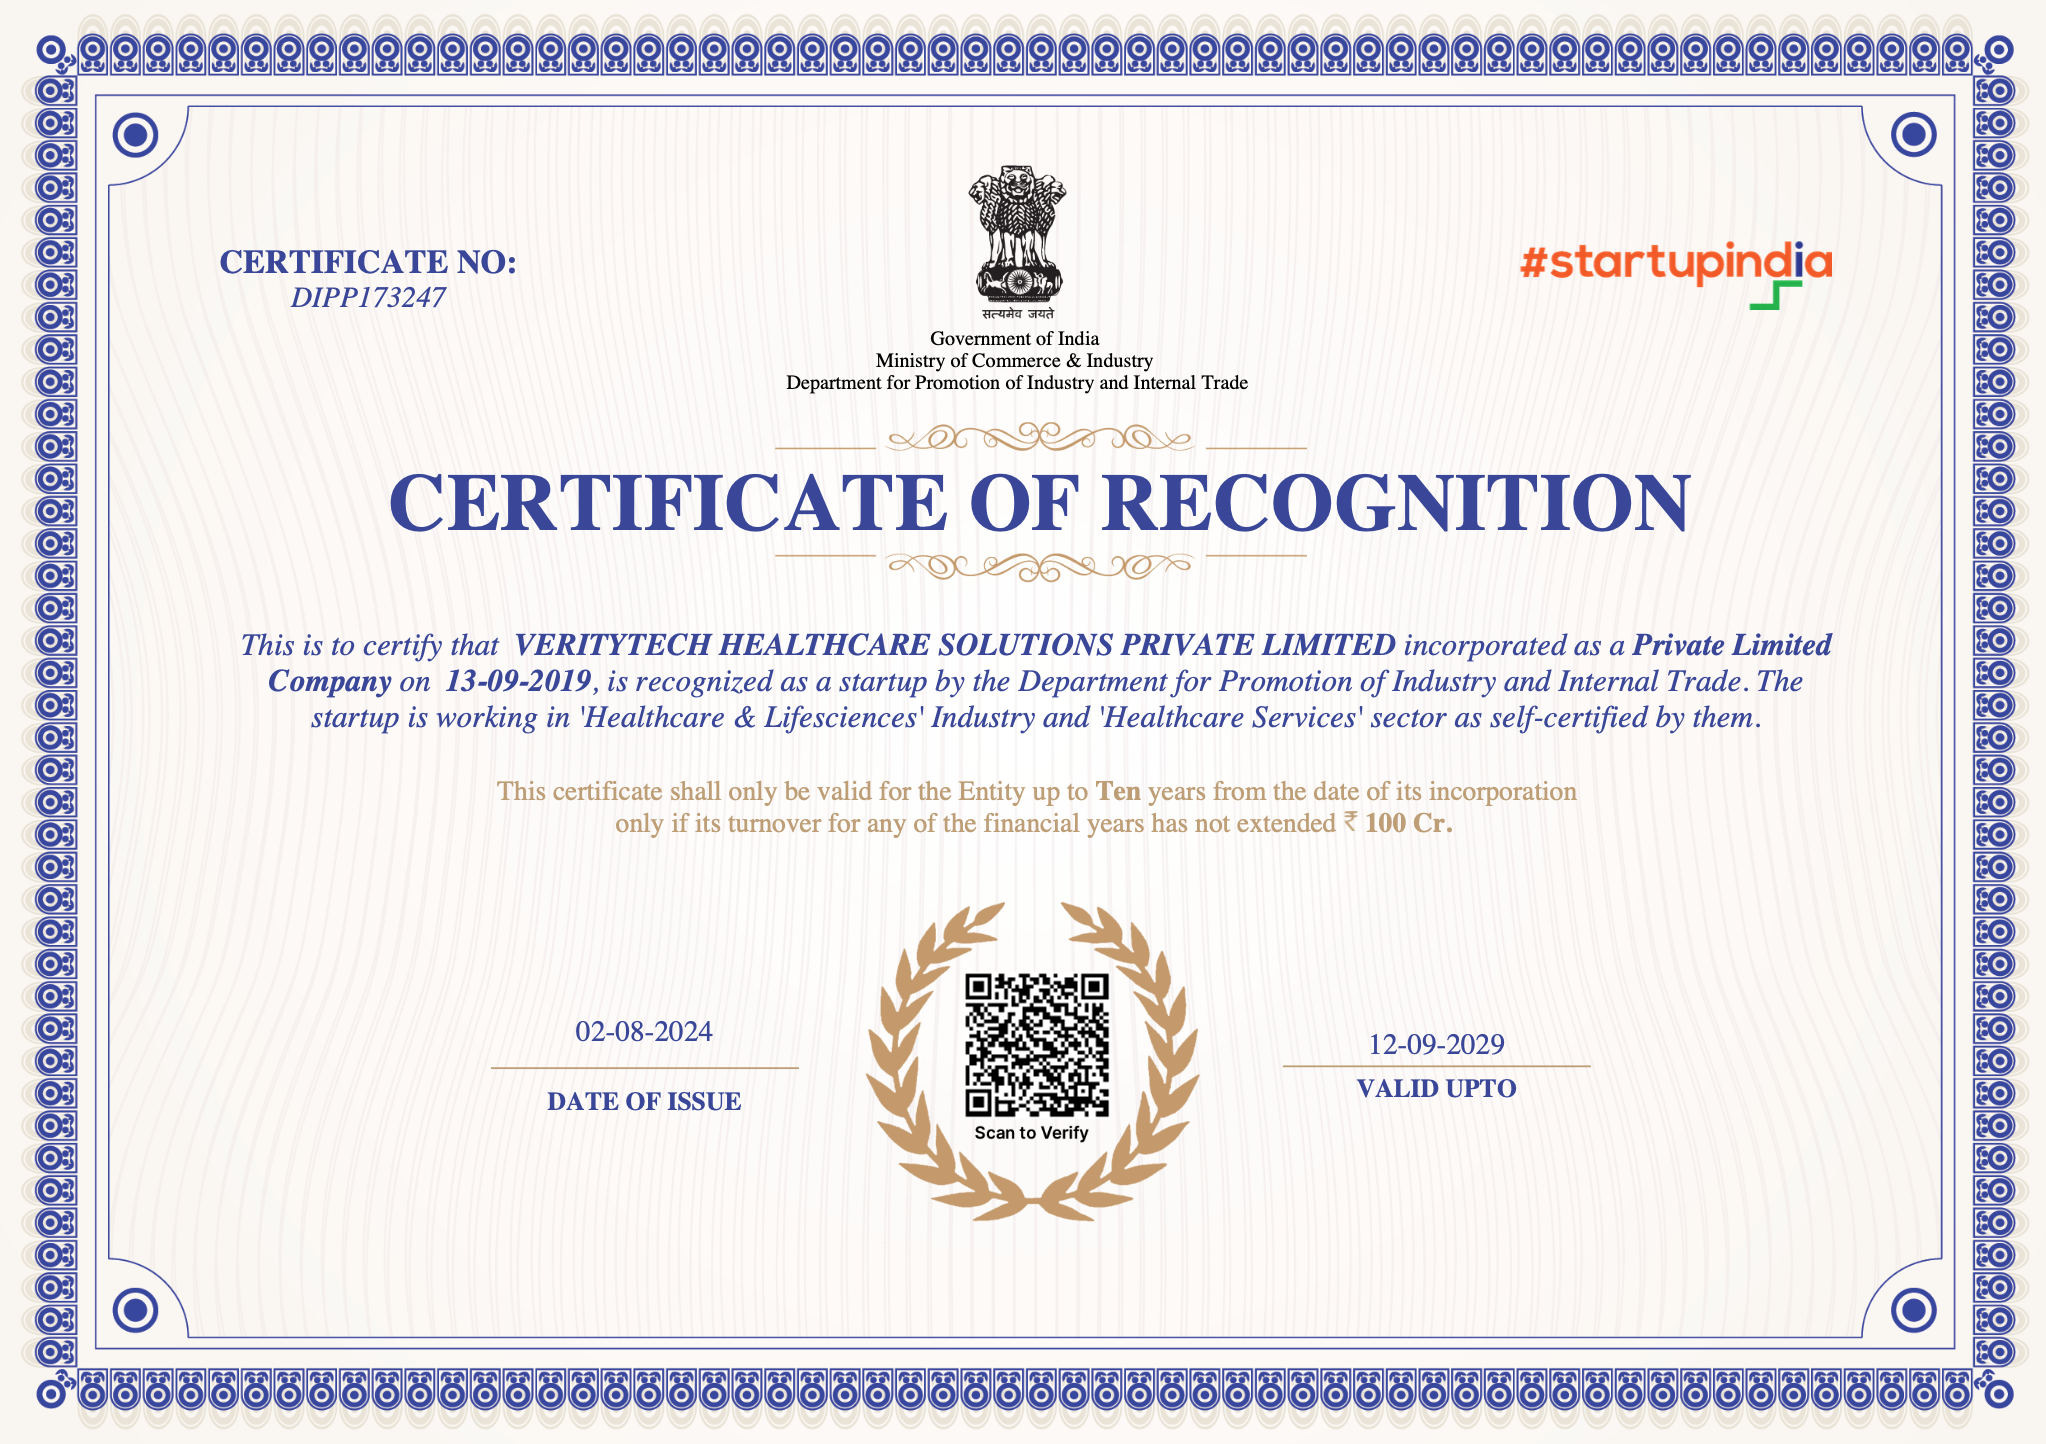 CERTIFICATE NO:
DIPP173247
सत्यमेव जयते
#startupindia
Government of India
Ministry of Commerce & Industry
Department for Promotion of Industry and Internal Trade
CERTIFICATE OF RECOGNITION
This is to certify that VERITYTECH HEALTHCARE SOLUTIONS PRIVATE LIMITED incorporated as a Private Limited
Company on 13-09-2019, is recognized as a startup by the Department for Promotion of Industry and Internal Trade. The
startup is working in 'Healthcare & Lifesciences' Industry and 'Healthcare Services' sector as self-certified by them.
This certificate shall only be valid for the Entity up to Ten years from the date of its incorporation
only if its turnover for any of the financial years has not extended ₹ 100 Cr.
02-08-2024
DATE OF ISSUE
Scan to Verify
12-09-2029
VALID UPTO